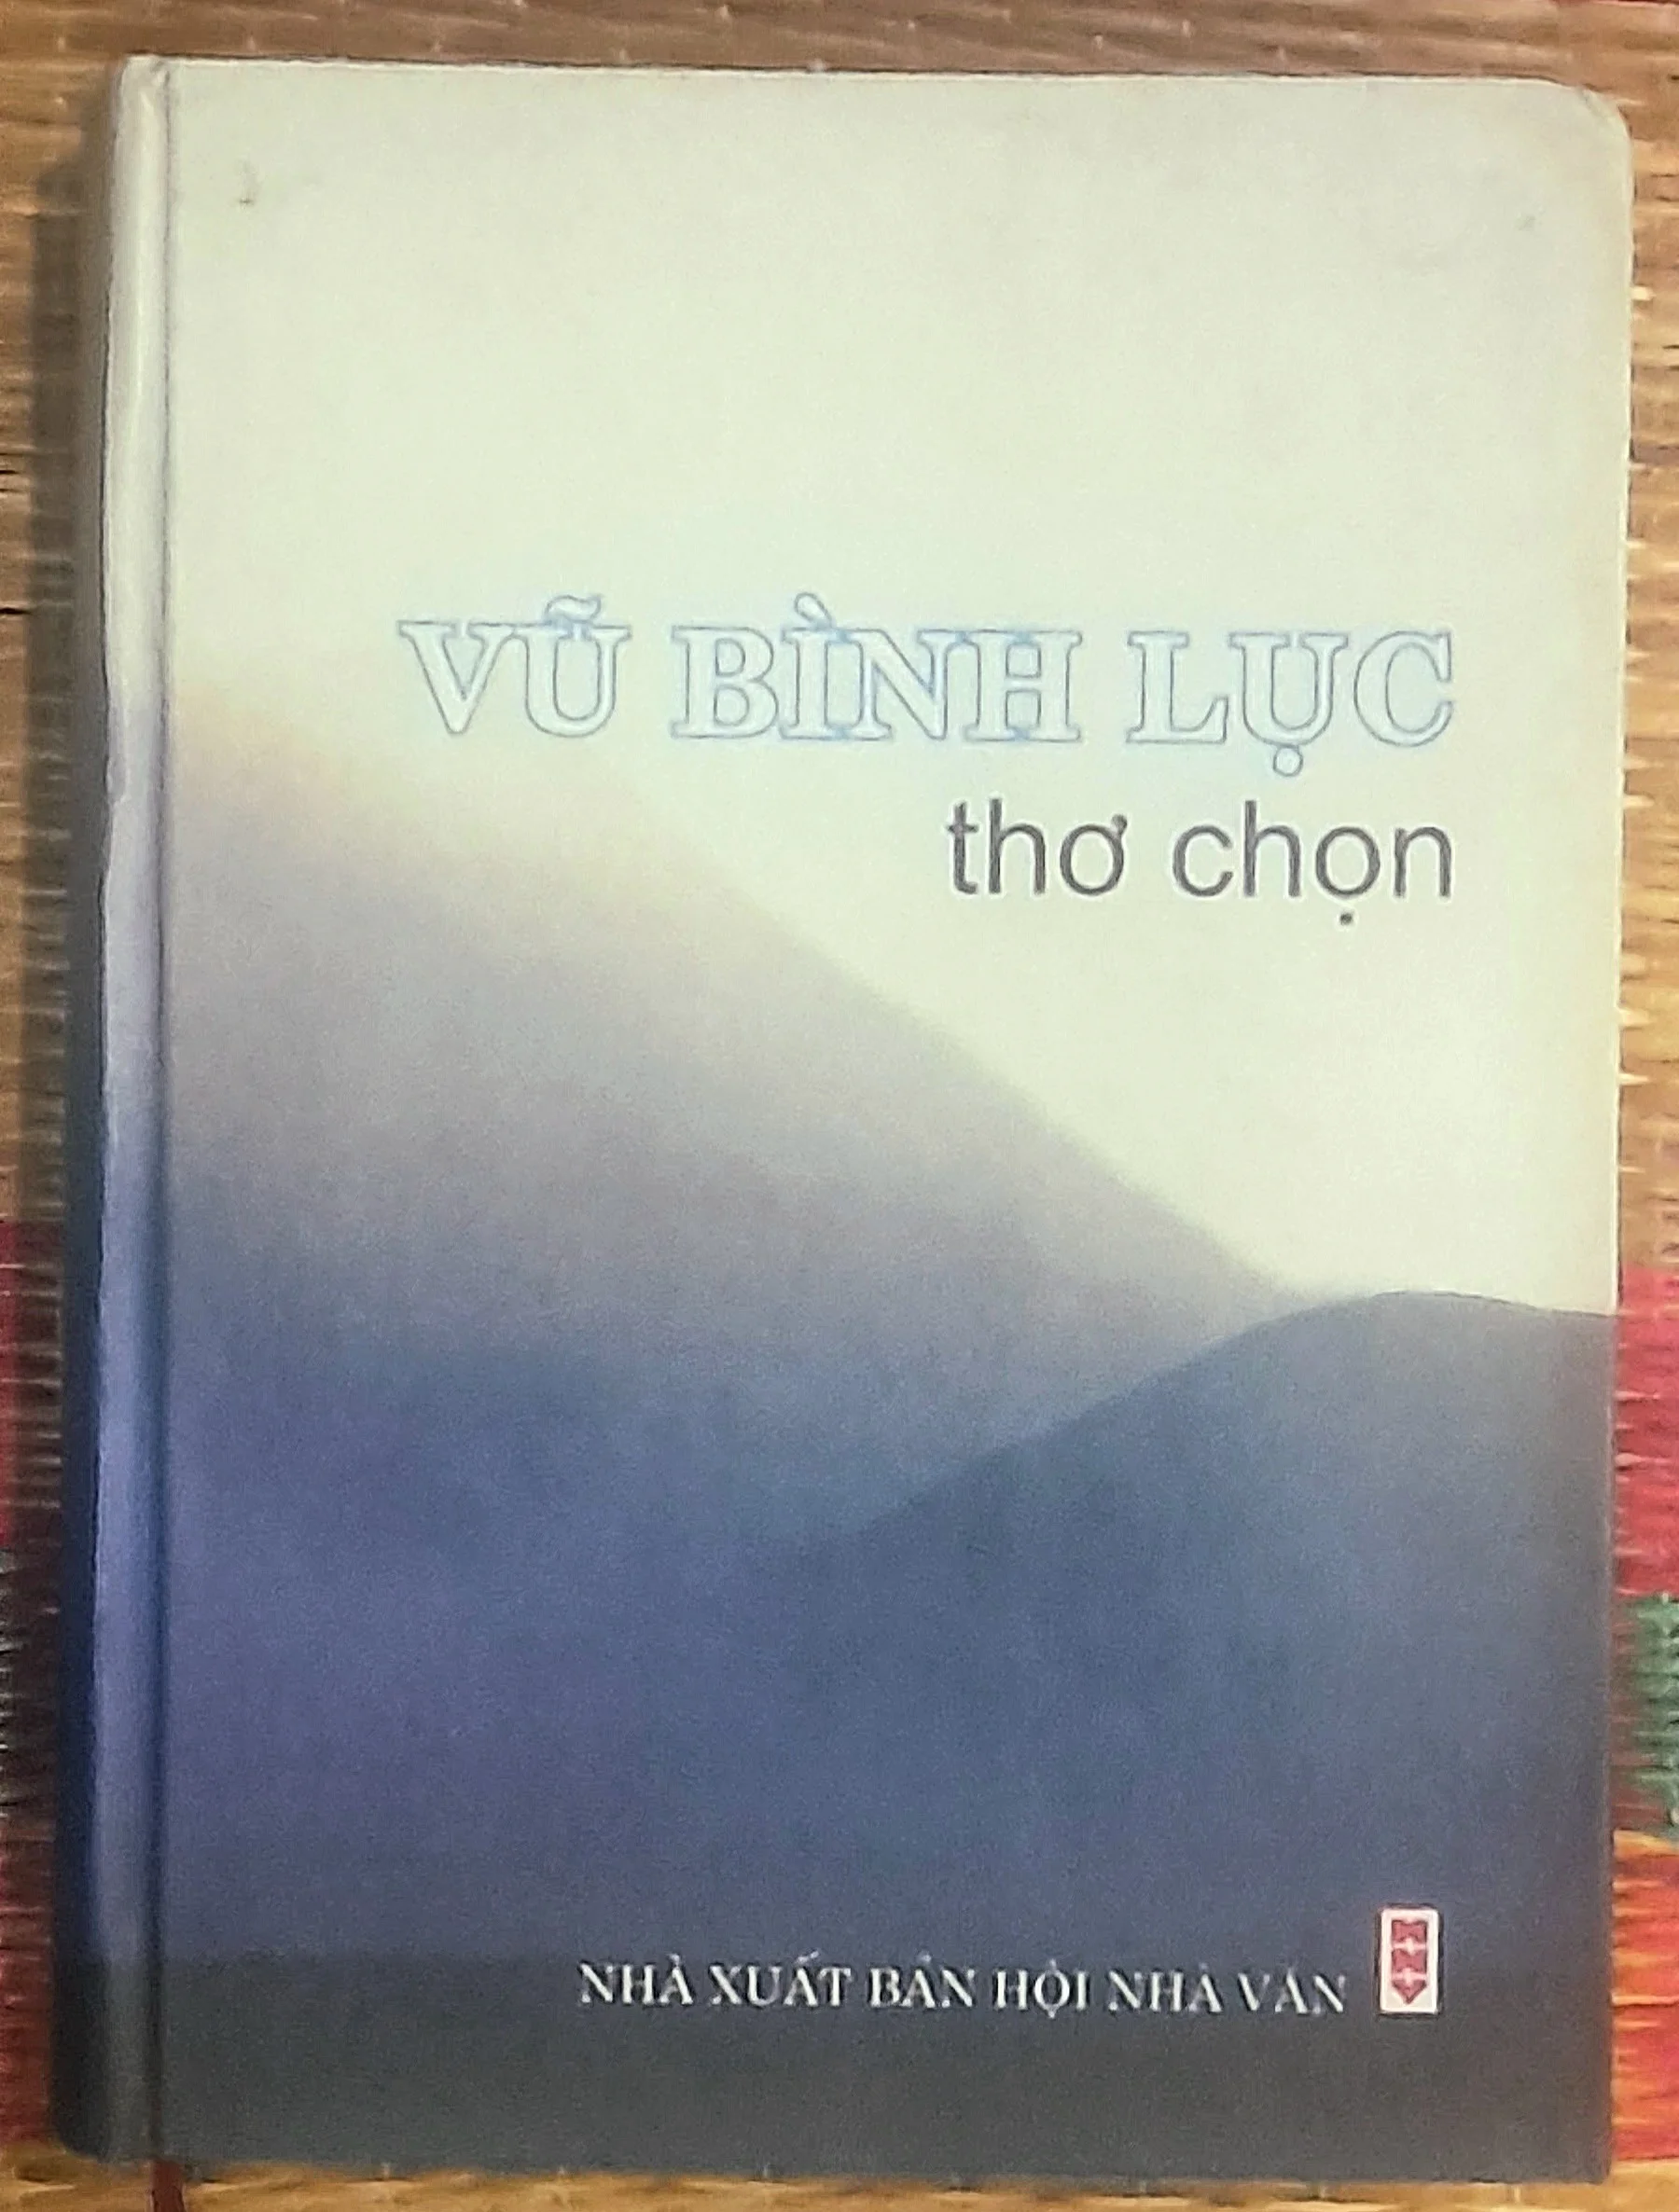 VŨ BÌNH LỤC
thơ chọn
NHÀ XUẤT BẢN HỘI NHÀ VĂN